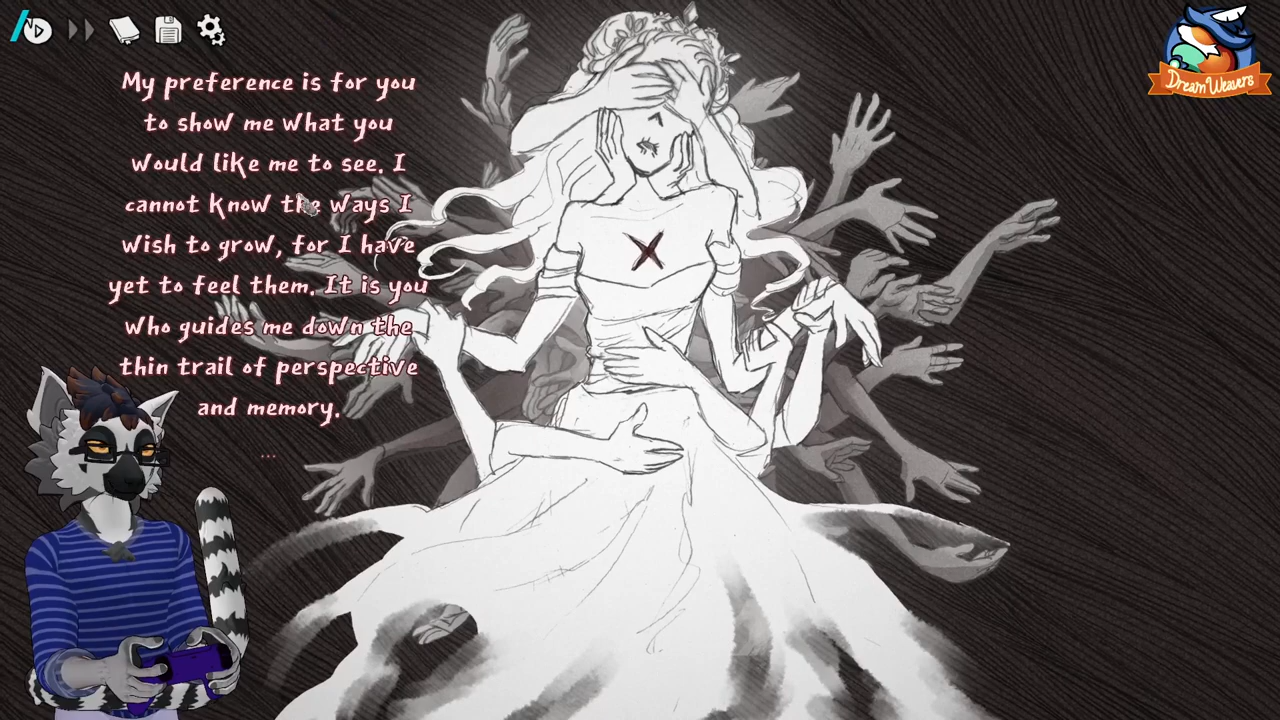 My preference is for you
to show me what you
would like me to see. I
cannot know the ways I
wish to grow, for I have
yet to feel them. It is you
who guides me down the
thin trail of perspective
and memory.
...
DreamWeavers